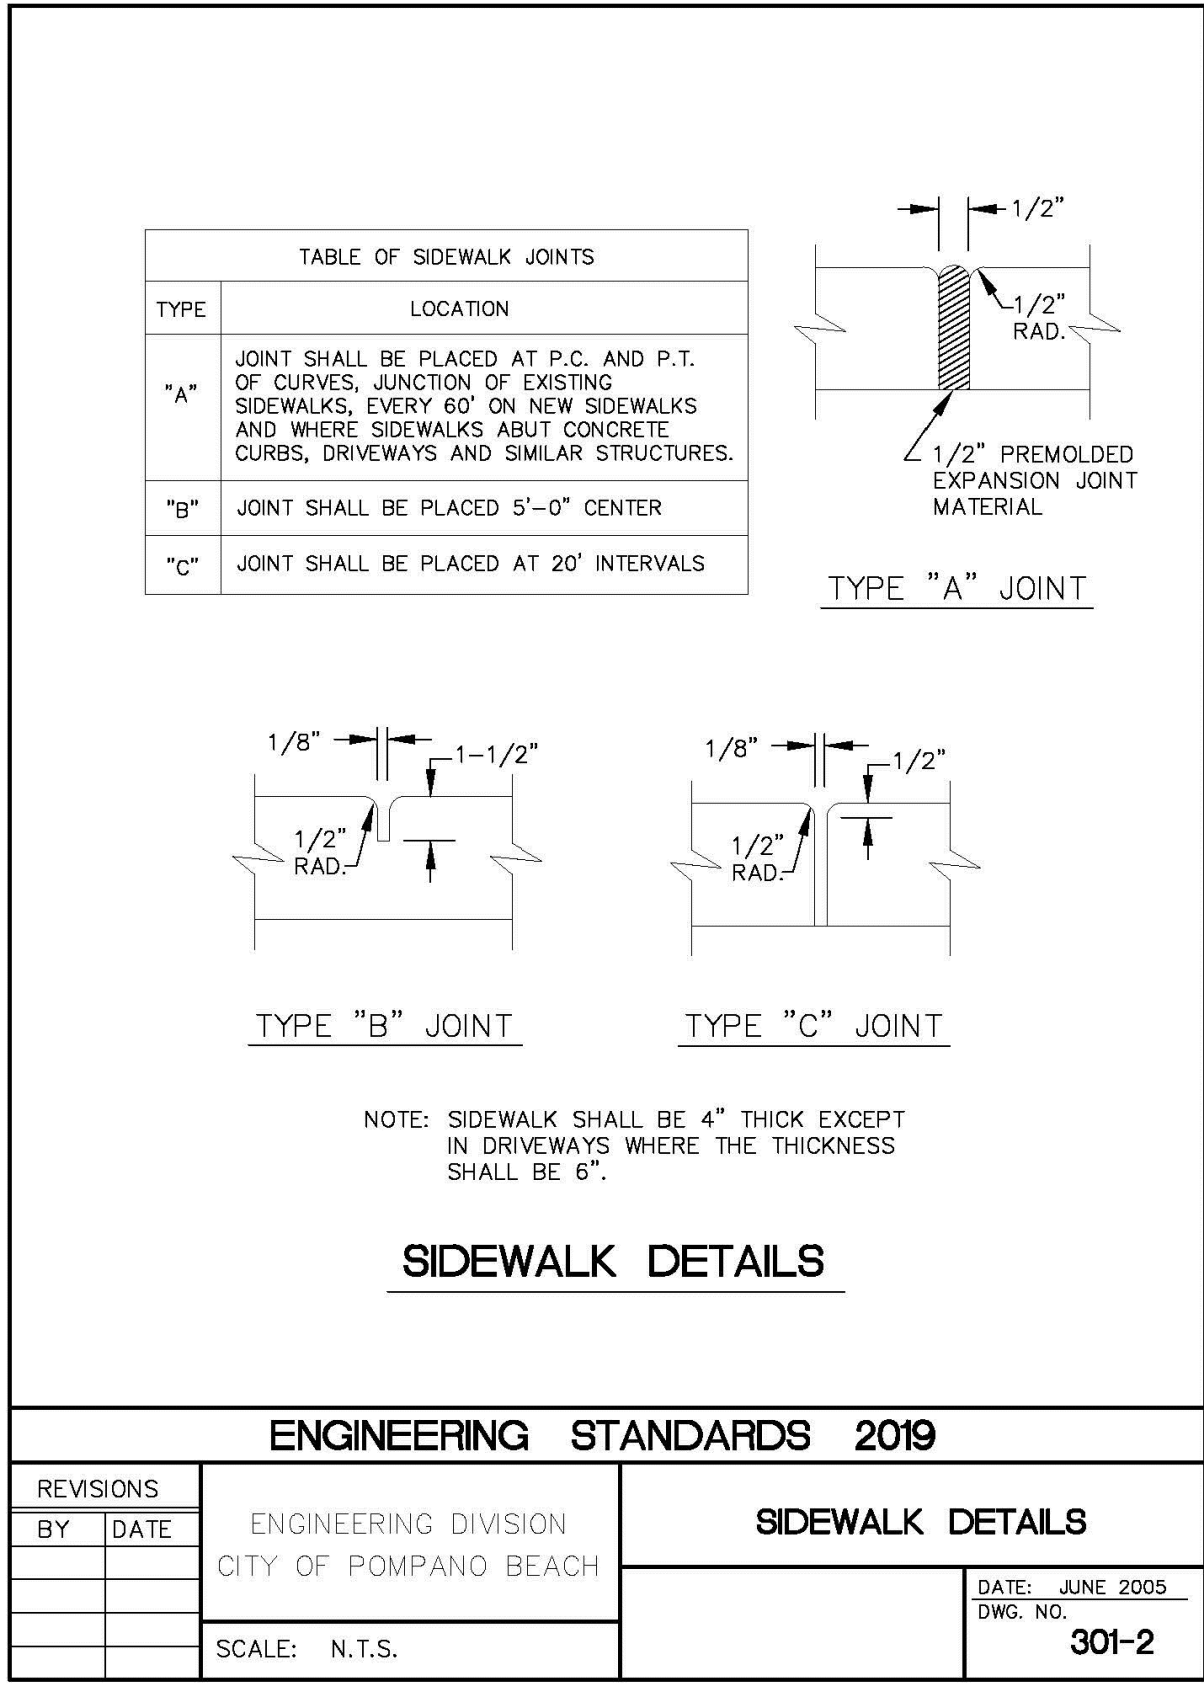 TABLE OF SIDEWALK JOINTS
TYPE LOCATION
"A" JOINT SHALL BE PLACED AT P.C. AND P.T.
OF CURVES, JUNCTION OF EXISTING
SIDEWALKS, EVERY 60' ON NEW SIDEWALKS
AND WHERE SIDEWALKS ABUT CONCRETE
CURBS, DRIVEWAYS AND SIMILAR STRUCTURES.
"B" JOINT SHALL BE PLACED 5'-0" CENTER
"C" JOINT SHALL BE PLACED AT 20' INTERVALS
1/2"
1/2"
RAD.
1/2" PREMOLDED
EXPANSION JOINT
MATERIAL
TYPE "A" JOINT
1/8"
1-1/2"
1/2"
RAD.
TYPE "B" JOINT
1/8"
1/2"
1/2"
RAD.
TYPE "C" JOINT
NOTE: SIDEWALK SHALL BE 4" THICK EXCEPT
IN DRIVEWAYS WHERE THE THICKNESS
SHALL BE 6".
SIDEWALK DETAILS
ENGINEERING STANDARDS 2019
REVISIONS
BY DATE
ENGINEERING DIVISION
CITY OF POMPANO BEACH
SCALE: N.T.S.
SIDEWALK DETAILS
DATE: JUNE 2005
DWG. NO.
301-2